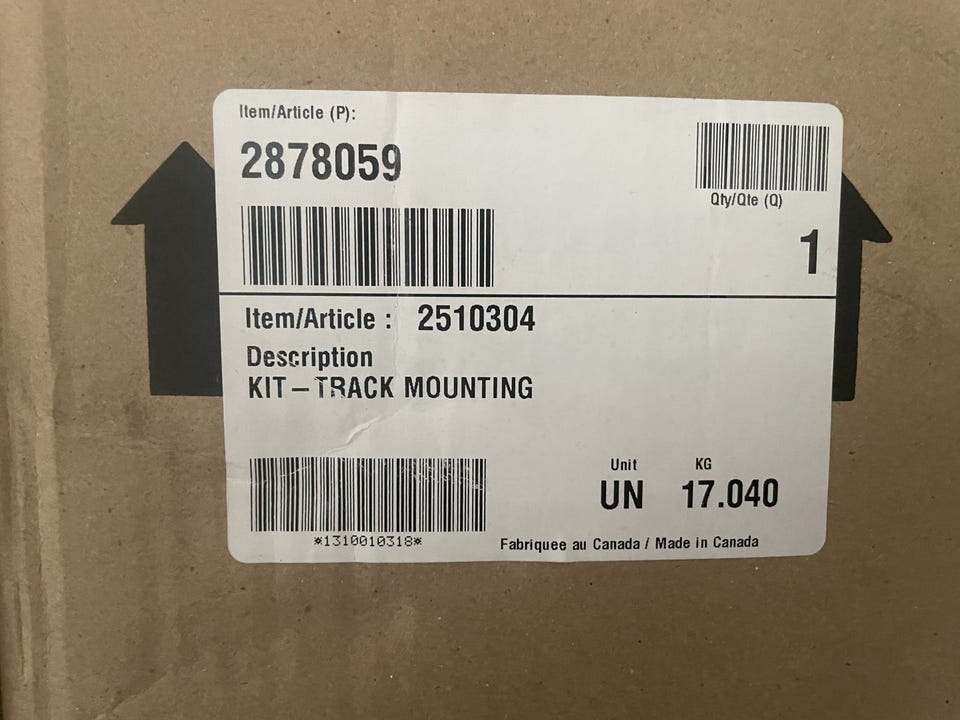 Item/Article (P):
2878059
Qty/Qte (Q)
1
Item/Article : 2510304
Description
KIT-TRACK MOUNTING
Unit KG
UN 17.040
*1310010318*
Fabriquee au Canada / Made in Canada